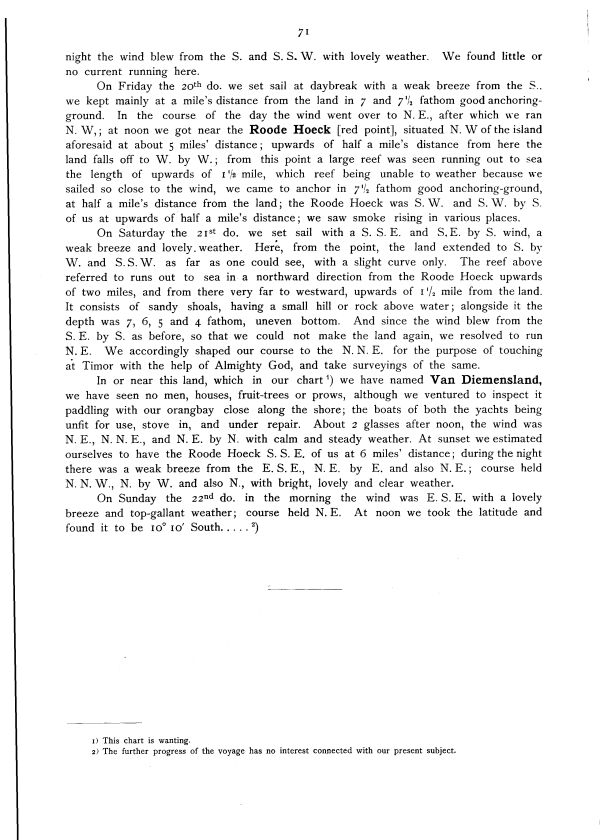 71
night the wind blew from the S. and S. S. W. with lovely weather. We found little or
no current running here.
On Friday the 20th do. we set sail at daybreak with a weak breeze from the S..
we kept mainly at a mile's distance from the land in 7 and 7 1/2 fathom good anchoring-
ground. In the course of the day the wind went over to N. E., after which we ran
N. W,; at noon we got near the Roode Hoeck [red point], situated N. W of the island
aforesaid at about 5 miles' distance; upwards of half a mile's distance from here the
land falls off to W. by W.; from this point a large reef was seen running out to sea
the length of upwards of 1 1/2 mile, which reef being unable to weather because we
sailed so close to the wind, we came to anchor in 7 1/2 fathom good anchoring-ground,
at half a mile's distance from the land; the Roode Hoeck was S. W. and S. W. by S.
of us at upwards of half a mile's distance; we saw smoke rising in various places.
On Saturday the 21st do. we set sail with a S. S. E. and S, E. by S. wind, a
weak breeze and lovely. weather. Here, from the point, the land extended to S. by
W. and S. S. W. as far as one could see, with a slight curve only. The reef above
referred to runs out to sea in a northward direction from the Roode Hoeck upwards
of two miles, and from there very far to westward, upwards of 1 1/2 mile from the land.
It consists of sandy shoals, having a small hill or rock above water; alongside it the
depth was 7, 6, 5 and 4 fathom, uneven bottom. And since the wind blew from the
S. E. by S. as before, so that we could not make the land again, we resolved to run
N. E. We accordingly shaped our course to the N. N. E. for the purpose of touching
at Timor with the help of Almighty God, and take surveyings of the same.
In or near this land, which in our chart 1) we have named Van Diemensland,
we have seen no men, houses, fruit-trees or prows, although we ventured to inspect it
paddling with our orangbay close along the shore; the boats of both the yachts being
unfit for use, stove in, and under repair. About 2 glasses after noon, the wind was
N. E., N. N. E., and N. E. by N. with calm and steady weather. At sunset we estimated
ourselves to have the Roode Hoeck S. S. E. of us at 6 miles' distance; during the night
there was a weak breeze from the E. S. E., N. E. by E. and also N. E.; course held
N. N. W., N. by W. and also N., with bright, lovely and clear weather.
On Sunday the 22nd do. in the morning the wind was E. S. E. with a lovely
breeze and top-gallant weather; course held N. E. At noon we took the latitude and
found it to be 10° 10′ South. . . . . 2)
1) This chart is wanting.
2) The further progress of the voyage has no interest connected with our present subject.